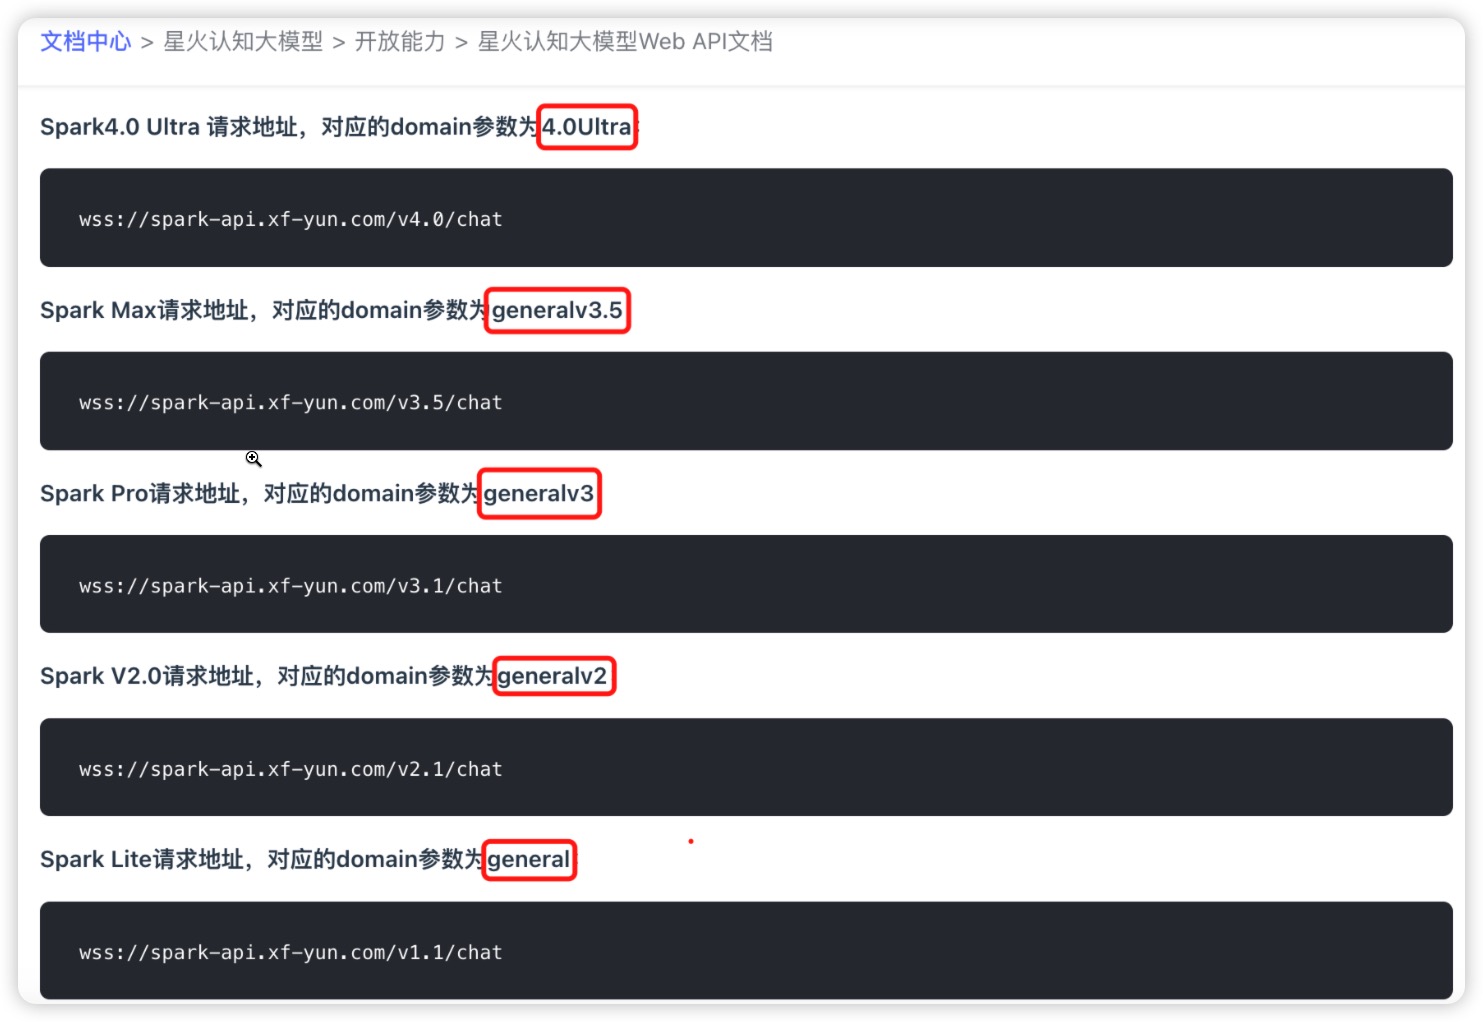 文档中心 > 星火认知大模型 > 开放能力 > 星火认知大模型Web API文档
Spark4.0 Ultra 请求地址，对应的domain参数为4.0Ultra:
wss://spark-api.xf-yun.com/v4.0/chat
Spark Max请求地址，对应的domain参数为generalv3.5
wss://spark-api.xf-yun.com/v3.5/chat
Spark Pro请求地址，对应的domain参数为generalv3
wss://spark-api.xf-yun.com/v3.1/chat
Spark V2.0请求地址，对应的domain参数为generalv2
wss://spark-api.xf-yun.com/v2.1/chat
Spark Lite请求地址，对应的domain参数为general:
wss://spark-api.xf-yun.com/v1.1/chat